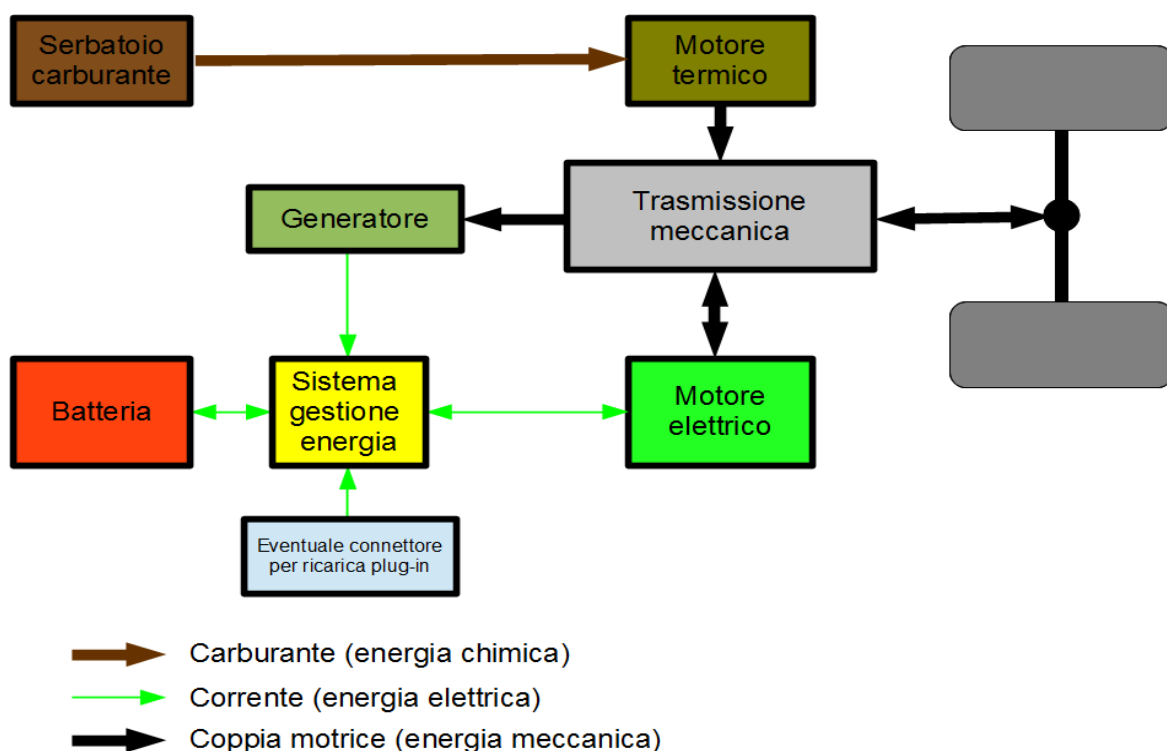 Serbatoio
carburante
Motore
termico
Generatore
Trasmissione
meccanica
Batteria
Sistema
gestione
energia
Motore
elettrico
Eventuale connettore
per ricarica plug-in
Carburante (energia chimica)
Corrente (energia elettrica)
Coppia motrice (energia meccanica)